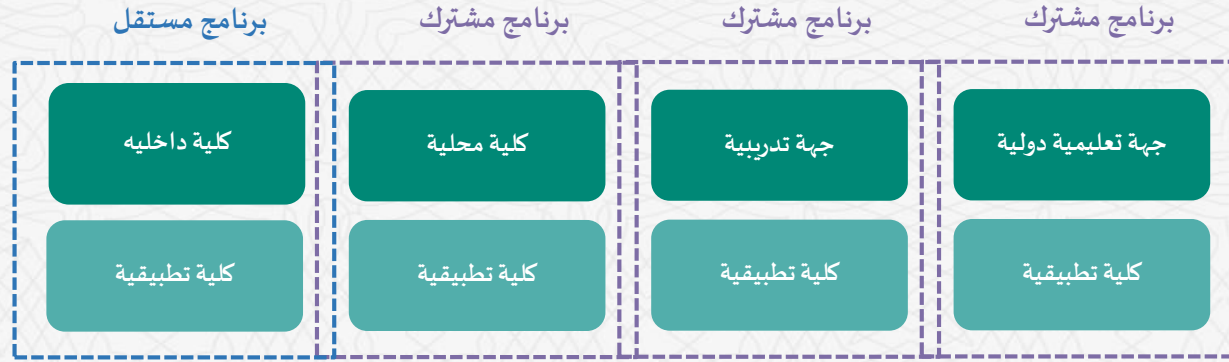 برنامج مشترك
برنامج مشترك
برنامج مشترك
برنامج مستقل
جهة تعليمية دولية
جهة تدريبية
كلية محلية
كلية داخليه
كلية تطبيقية
كلية تطبيقية
كلية تطبيقية
كلية تطبيقية